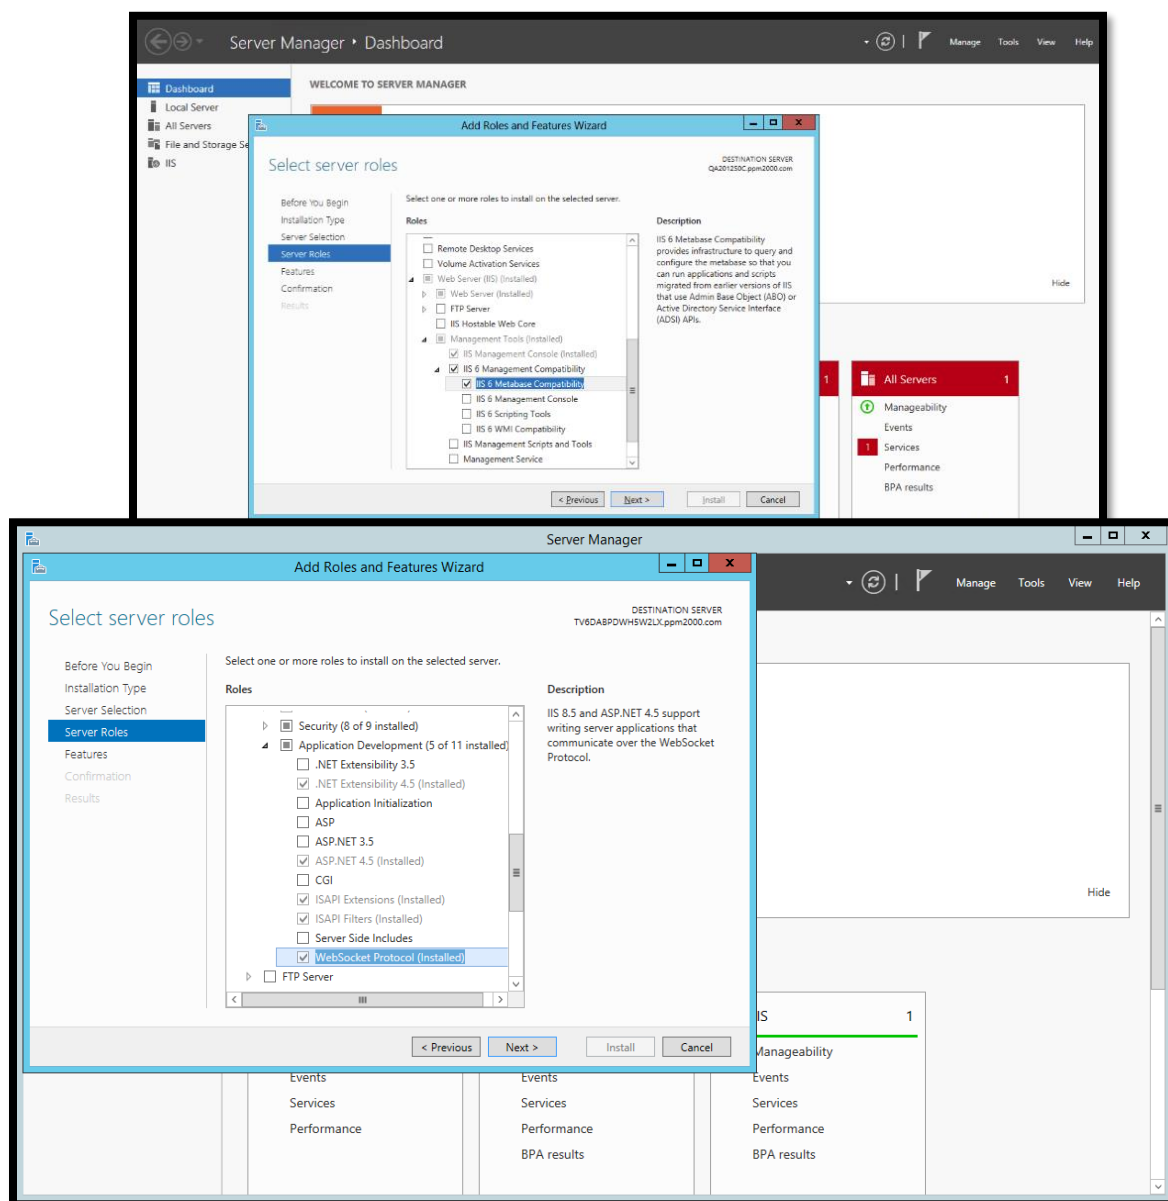 Server Manager • Dashboard
Manage Tools View Help
Dashboard
Local Server
All Servers
File and Storage Se
IIS
WELCOME TO SERVER MANAGER
Add Roles and Features Wizard
Select server roles
DESTINATION SERVER
QA201250C.ppm2000.com
Before You Begin
Installation Type
Server Selection
Server Roles
Features
Confirmation
Results
Select one or more roles to install on the selected server.
Roles
Remote Desktop Services
Volume Activation Services
Web Server (IIS) (Installed)
Web Server (Installed)
FTP Server
IIS Hostable Web Core
Management Tools (Installed)
IIS Management Console (Installed)
IIS 6 Management Compatibility
IIS 6 Metabase Compatibility
IIS 6 Management Console
IIS 6 Scripting Tools
IIS 6 WMI Compatibility
IIS Management Scripts and Tools
Management Service
Description
IIS 6 Metabase Compatibility
provides infrastructure to query and
configure the metabase so that you
can run applications and scripts
migrated from earlier versions of IIS
that use Admin Base Object (ABO) or
Active Directory Service Interface
(ADSI) APIs.
< Previous Next > Install Cancel
Hide
1
All Servers 1
Manageability
Events
1 Services
Performance
BPA results
Server Manager
Manage Tools View Help
Add Roles and Features Wizard
Select server roles
DESTINATION SERVER
TV6DABPDWH5W2LX.ppm2000.com
Before You Begin
Installation Type
Server Selection
Server Roles
Features
Confirmation
Results
Select one or more roles to install on the selected server.
Roles
Security (8 of 9 installed)
Application Development (5 of 11 installed)
.NET Extensibility 3.5
.NET Extensibility 4.5 (Installed)
Application Initialization
ASP
ASP.NET 3.5
ASP.NET 4.5 (Installed)
CGI
ISAPI Extensions (Installed)
ISAPI Filters (Installed)
Server Side Includes
WebSocket Protocol (Installed)
FTP Server
Description
IIS 8.5 and ASP.NET 4.5 support
writing server applications that
communicate over the WebSocket
Protocol.
< Previous Next > Install Cancel
Hide
Events
Services
Performance
Events
Services
Performance
BPA results
IS 1
Manageability
Events
Services
Performance
BPA results